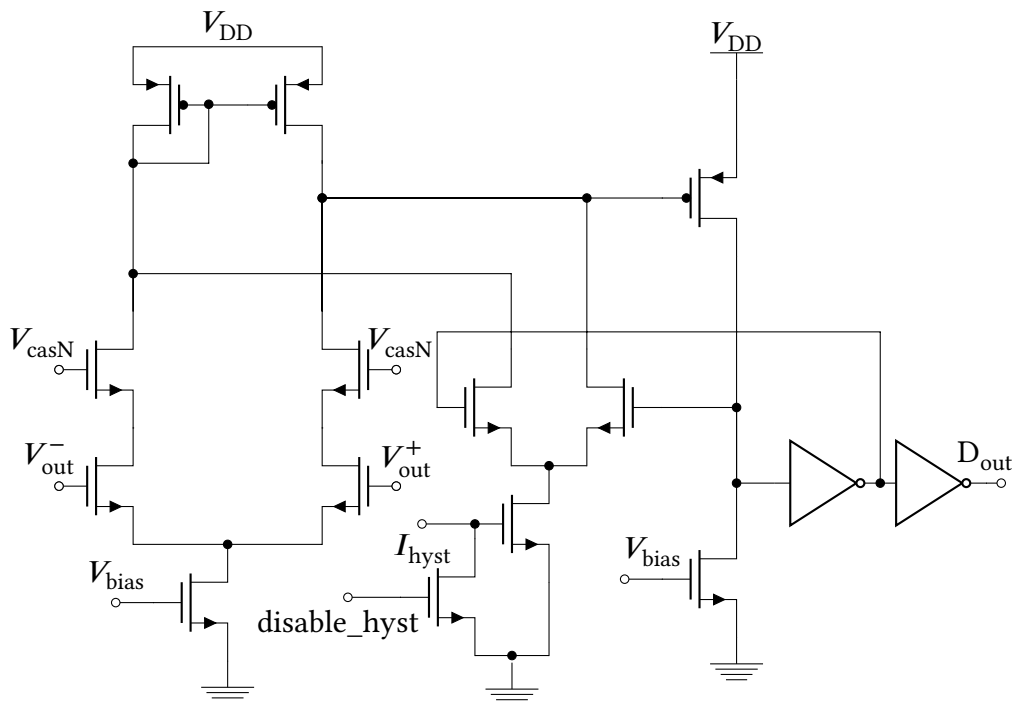 V_DD
V_DD
V_casN
V_casN
V_out^-
V_out^+
D_out
I_hyst
V_bias
V_bias
disable_hyst